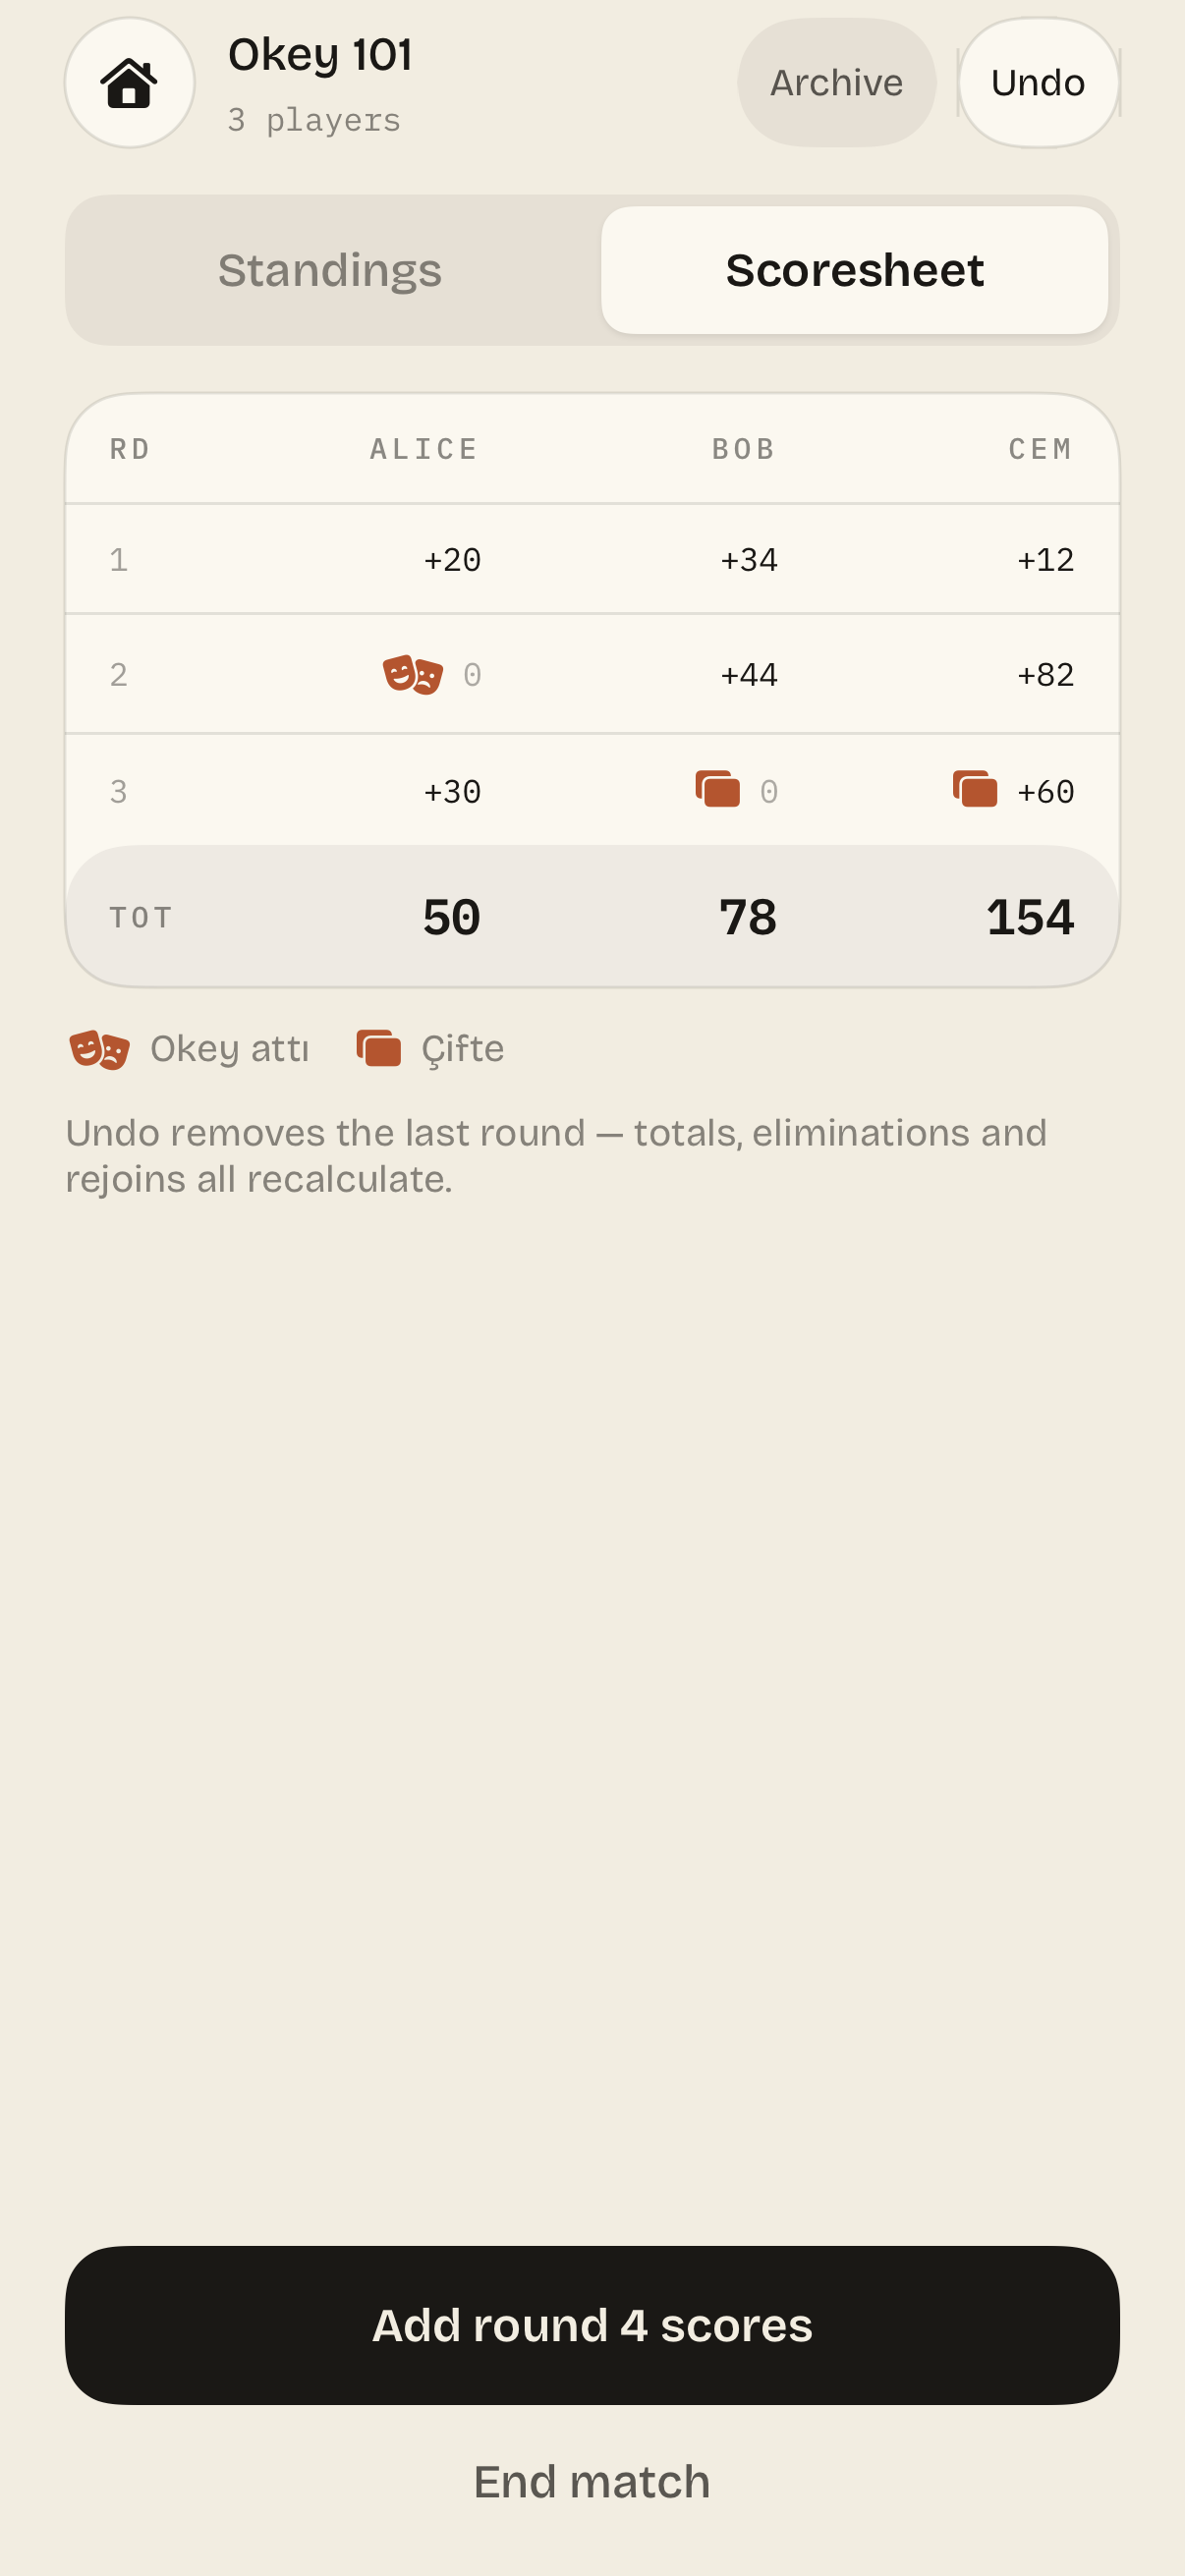 Okey 101
3 players
Archive
Undo
Standings
Scoresheet
RD ALICE BOB CEM
1 +20 +34 +12
2 0 +44 +82
3 +30 0 +60
TOT 50 78 154
Okey attı Çifte
Undo removes the last round — totals, eliminations and
rejoins all recalculate.
Add round 4 scores
End match